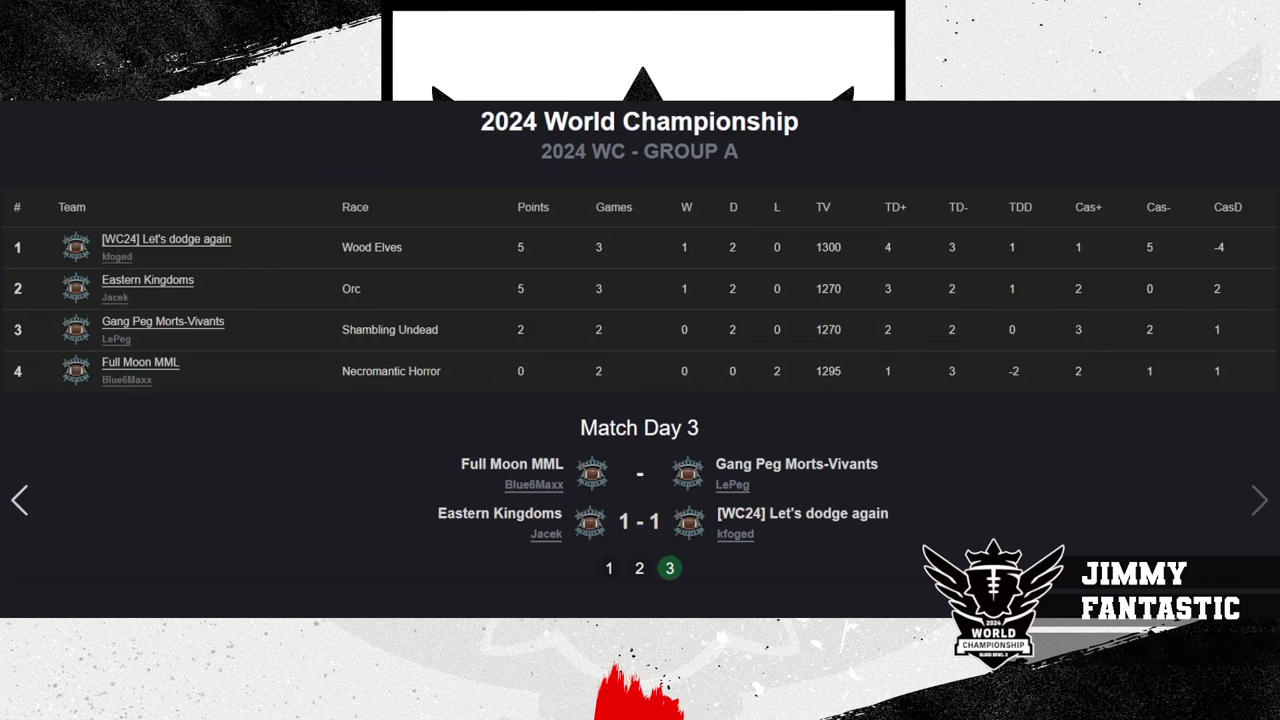 2024 World Championship
2024 WC - GROUP A
# Team Race Points Games W D L TV TD+ TD- TDD Cas+ Cas- CasD
1 [WC24] Let's dodge again Wood Elves 5 3 1 2 0 1300 4 3 1 1 5 -4
kfoged
2 Eastern Kingdoms Orc 5 3 1 2 0 1270 3 2 1 2 0 2
Jacek
3 Gang Peg Morts-Vivants Shambling Undead 2 2 0 2 0 1270 2 2 0 3 2 1
LePeg
4 Full Moon MML Necromantic Horror 0 2 0 0 2 1295 1 3 -2 2 1 1
Blue6Maxx
Match Day 3
Full Moon MML - Gang Peg Morts-Vivants
Blue6Maxx LePeg
Eastern Kingdoms 1 - 1 [WC24] Let's dodge again
Jacek kfoged
1 2 3
JIMMY
FANTASTIC
2024
WORLD
CHAMPIONSHIP
BLOOD BOWL 3